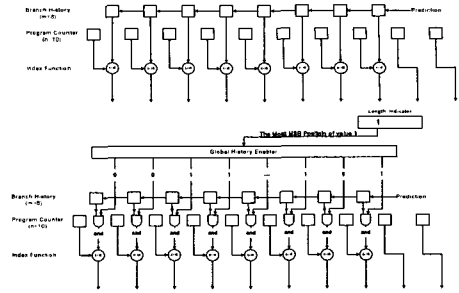 Branch History
(m=8)
Prediction
Program Counter
(n=10)
Index Function
Length Indicator
1
The Most MSB Position of value 1
Global History Enabler
0 0 1 1 ... 1 1 1
Branch History
(m=8)
Prediction
Program Counter
(n=10)
and and and and and and and and
Index Function